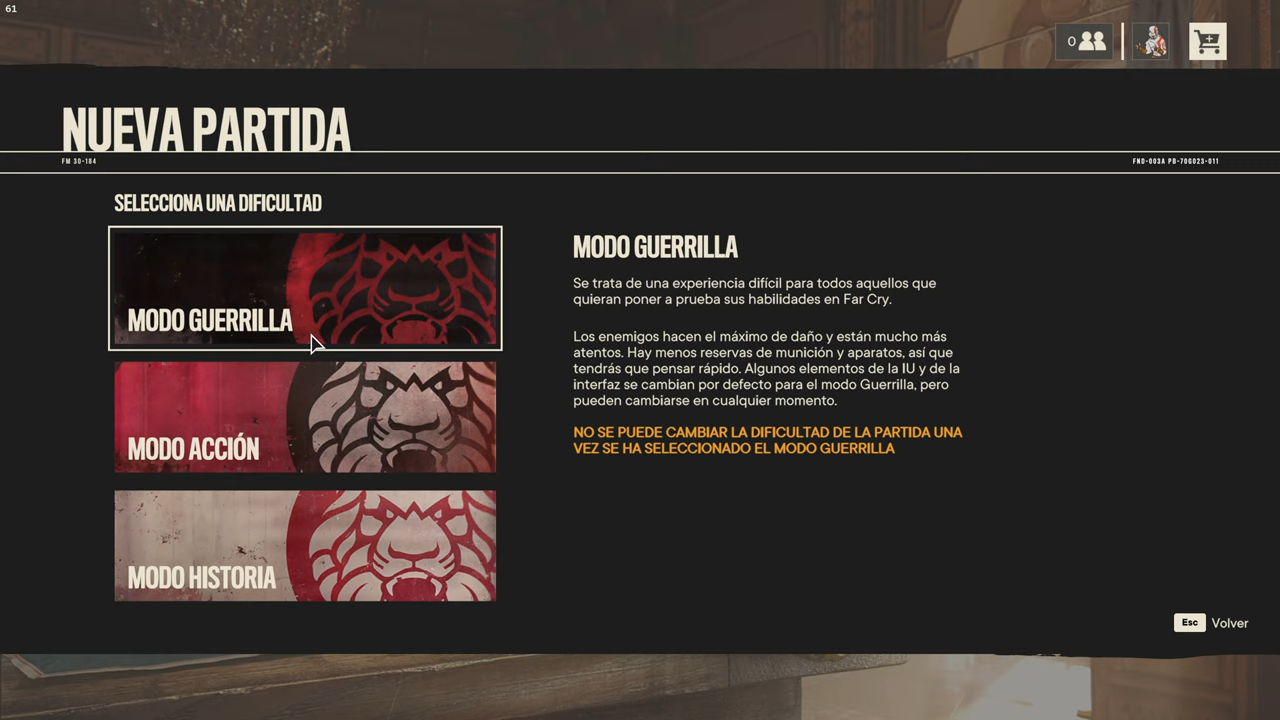 61
0
NUEVA PARTIDA
FM 30-184
FND-003A PB-70G023-011
SELECCIONA UNA DIFICULTAD
MODO GUERRILLA
MODO ACCIÓN
MODO HISTORIA
MODO GUERRILLA
Se trata de una experiencia difícil para todos aquellos que
quieran poner a prueba sus habilidades en Far Cry.
Los enemigos hacen el máximo de daño y están mucho más
atentos. Hay menos reservas de munición y aparatos, así que
tendrás que pensar rápido. Algunos elementos de la IU y de la
interfaz se cambian por defecto para el modo Guerrilla, pero
pueden cambiarse en cualquier momento.
NO SE PUEDE CAMBIAR LA DIFICULTAD DE LA PARTIDA UNA
VEZ SE HA SELECCIONADO EL MODO GUERRILLA
Esc Volver